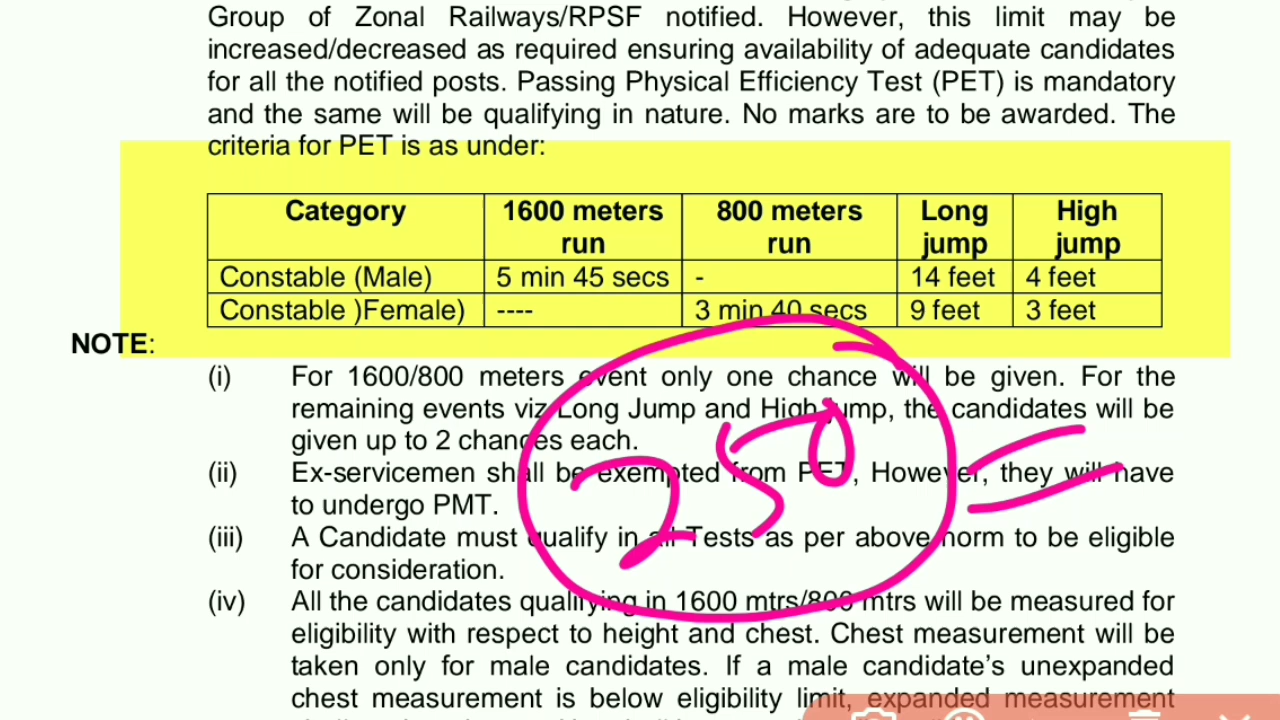 Group of Zonal Railways/RPSF notified. However, this limit may be
increased/decreased as required ensuring availability of adequate candidates
for all the notified posts. Passing Physical Efficiency Test (PET) is mandatory
and the same will be qualifying in nature. No marks are to be awarded. The
criteria for PET is as under:
Category 1600 meters run 800 meters run Long jump High jump
Constable (Male) 5 min 45 secs - 14 feet 4 feet
Constable )Female) ---- 3 min 40 secs 9 feet 3 feet
NOTE:
(i) For 1600/800 meters event only one chance will be given. For the
remaining events viz Long Jump and High Jump, the candidates will be
given up to 2 chances each.
(ii) Ex-servicemen shall be exempted from PET, However, they will have
to undergo PMT.
(iii) A Candidate must qualify in all Tests as per above norm to be eligible
for consideration.
(iv) All the candidates qualifying in 1600 mtrs/800 mtrs will be measured for
eligibility with respect to height and chest. Chest measurement will be
taken only for male candidates. If a male candidate's unexpanded
chest measurement is below eligibility limit, expanded measurement
250 =